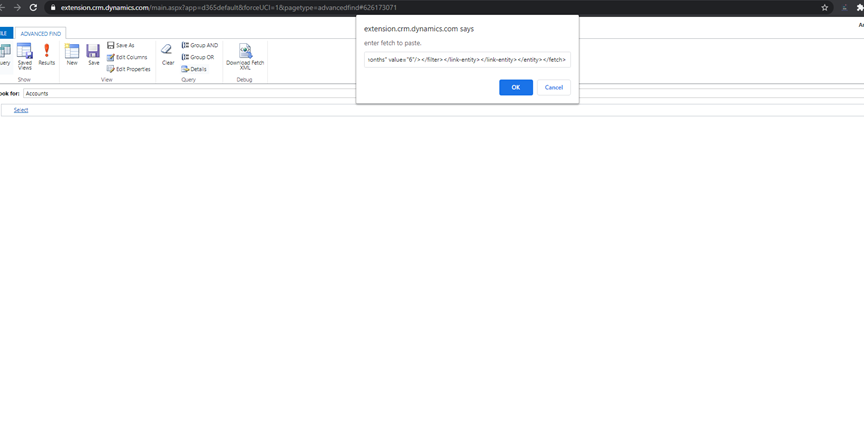 extension.crm.dynamics.com/main.aspx?app=d365default&forceUCI=1&pagetype=advancedfind#626173071
extension.crm.dynamics.com says
enter fetch to paste.
onths" value="6"/></filter></link-entity></link-entity></entity></fetch>
OK Cancel
ILE ADVANCED FIND
uery Saved Views Results New Save Save As Edit Columns Edit Properties Clear Group AND Group OR Details Download Fetch XML
Show View Query Debug
ook for: Accounts
Select